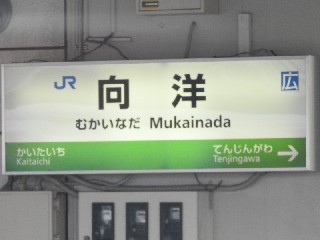 JR 向洋 広
むかいなだ Mukainada
かいたいち てんじんがわ
Kaitaichi Tenjingawa